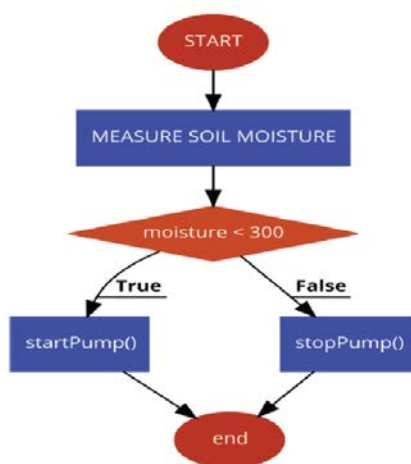 START
MEASURE SOIL MOISTURE
moisture < 300
True
False
startPump()
stopPump()
end